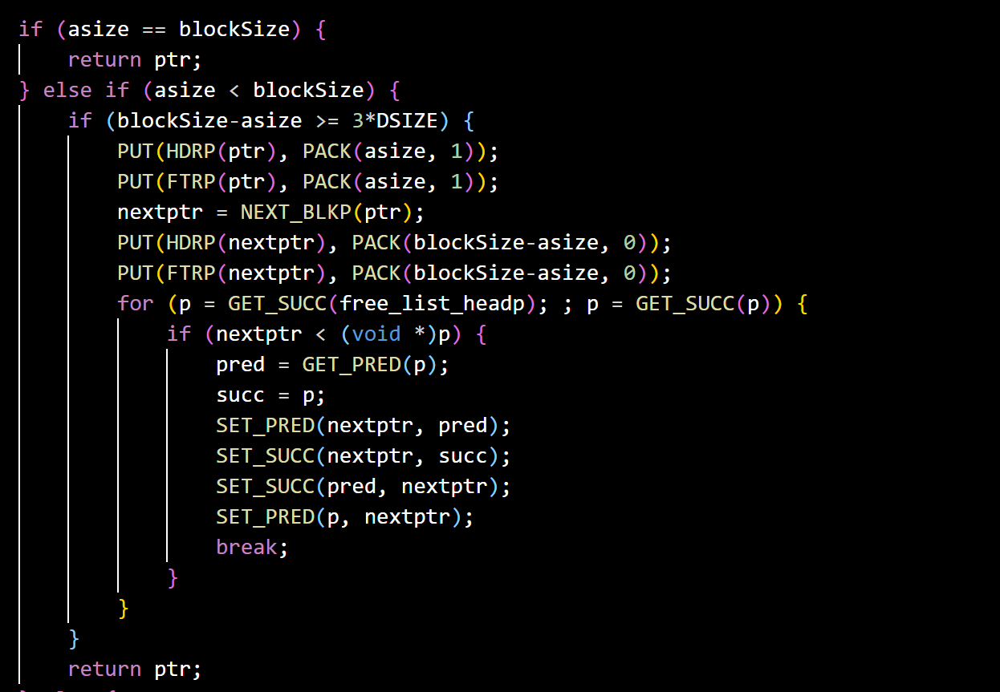 if (asize == blockSize) {
    return ptr;
} else if (asize < blockSize) {
    if (blockSize-asize >= 3*DSIZE) {
        PUT(HDRP(ptr), PACK(asize, 1));
        PUT(FTRP(ptr), PACK(asize, 1));
        nextptr = NEXT_BLKP(ptr);
        PUT(HDRP(nextptr), PACK(blockSize-asize, 0));
        PUT(FTRP(nextptr), PACK(blockSize-asize, 0));
        for (p = GET_SUCC(free_list_headp); ; p = GET_SUCC(p)) {
            if (nextptr < (void *)p) {
                pred = GET_PRED(p);
                succ = p;
                SET_PRED(nextptr, pred);
                SET_SUCC(nextptr, succ);
                SET_SUCC(pred, nextptr);
                SET_PRED(p, nextptr);
                break;
            }
        }
    }
    return ptr;